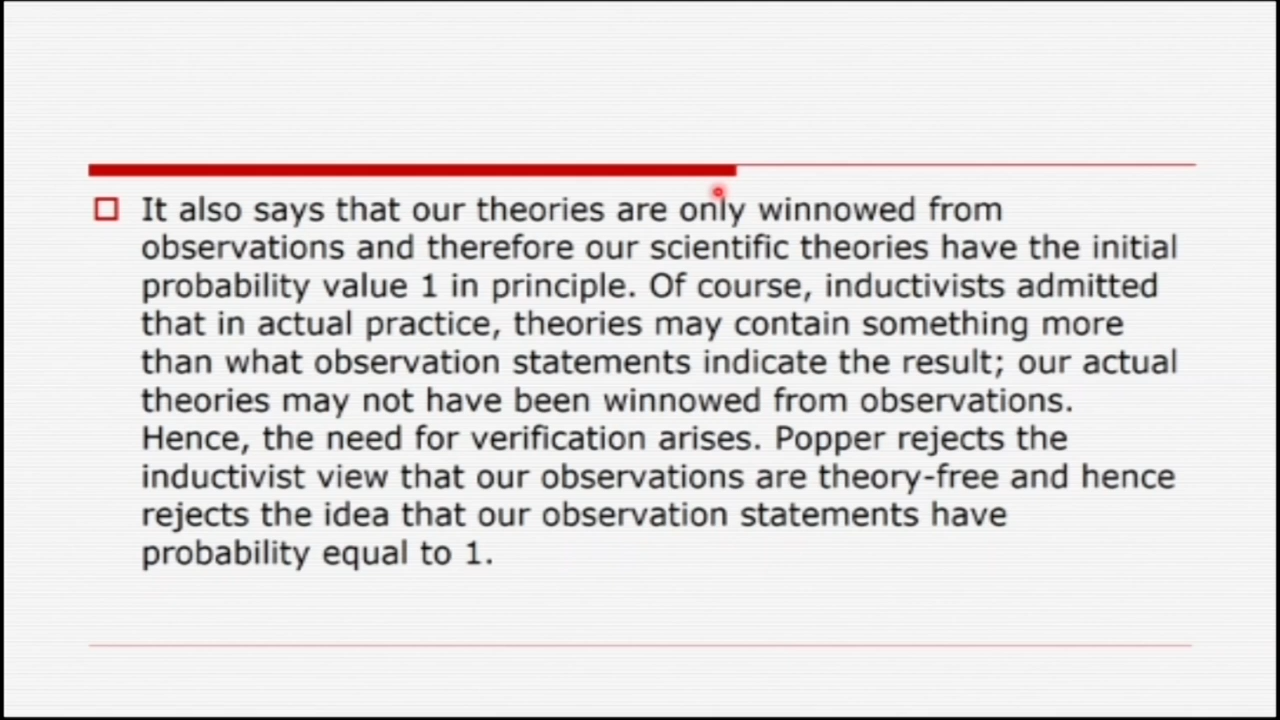 It also says that our theories are only winnowed from
observations and therefore our scientific theories have the initial
probability value 1 in principle. Of course, inductivists admitted
that in actual practice, theories may contain something more
than what observation statements indicate the result; our actual
theories may not have been winnowed from observations.
Hence, the need for verification arises. Popper rejects the
inductivist view that our observations are theory-free and hence
rejects the idea that our observation statements have
probability equal to 1.